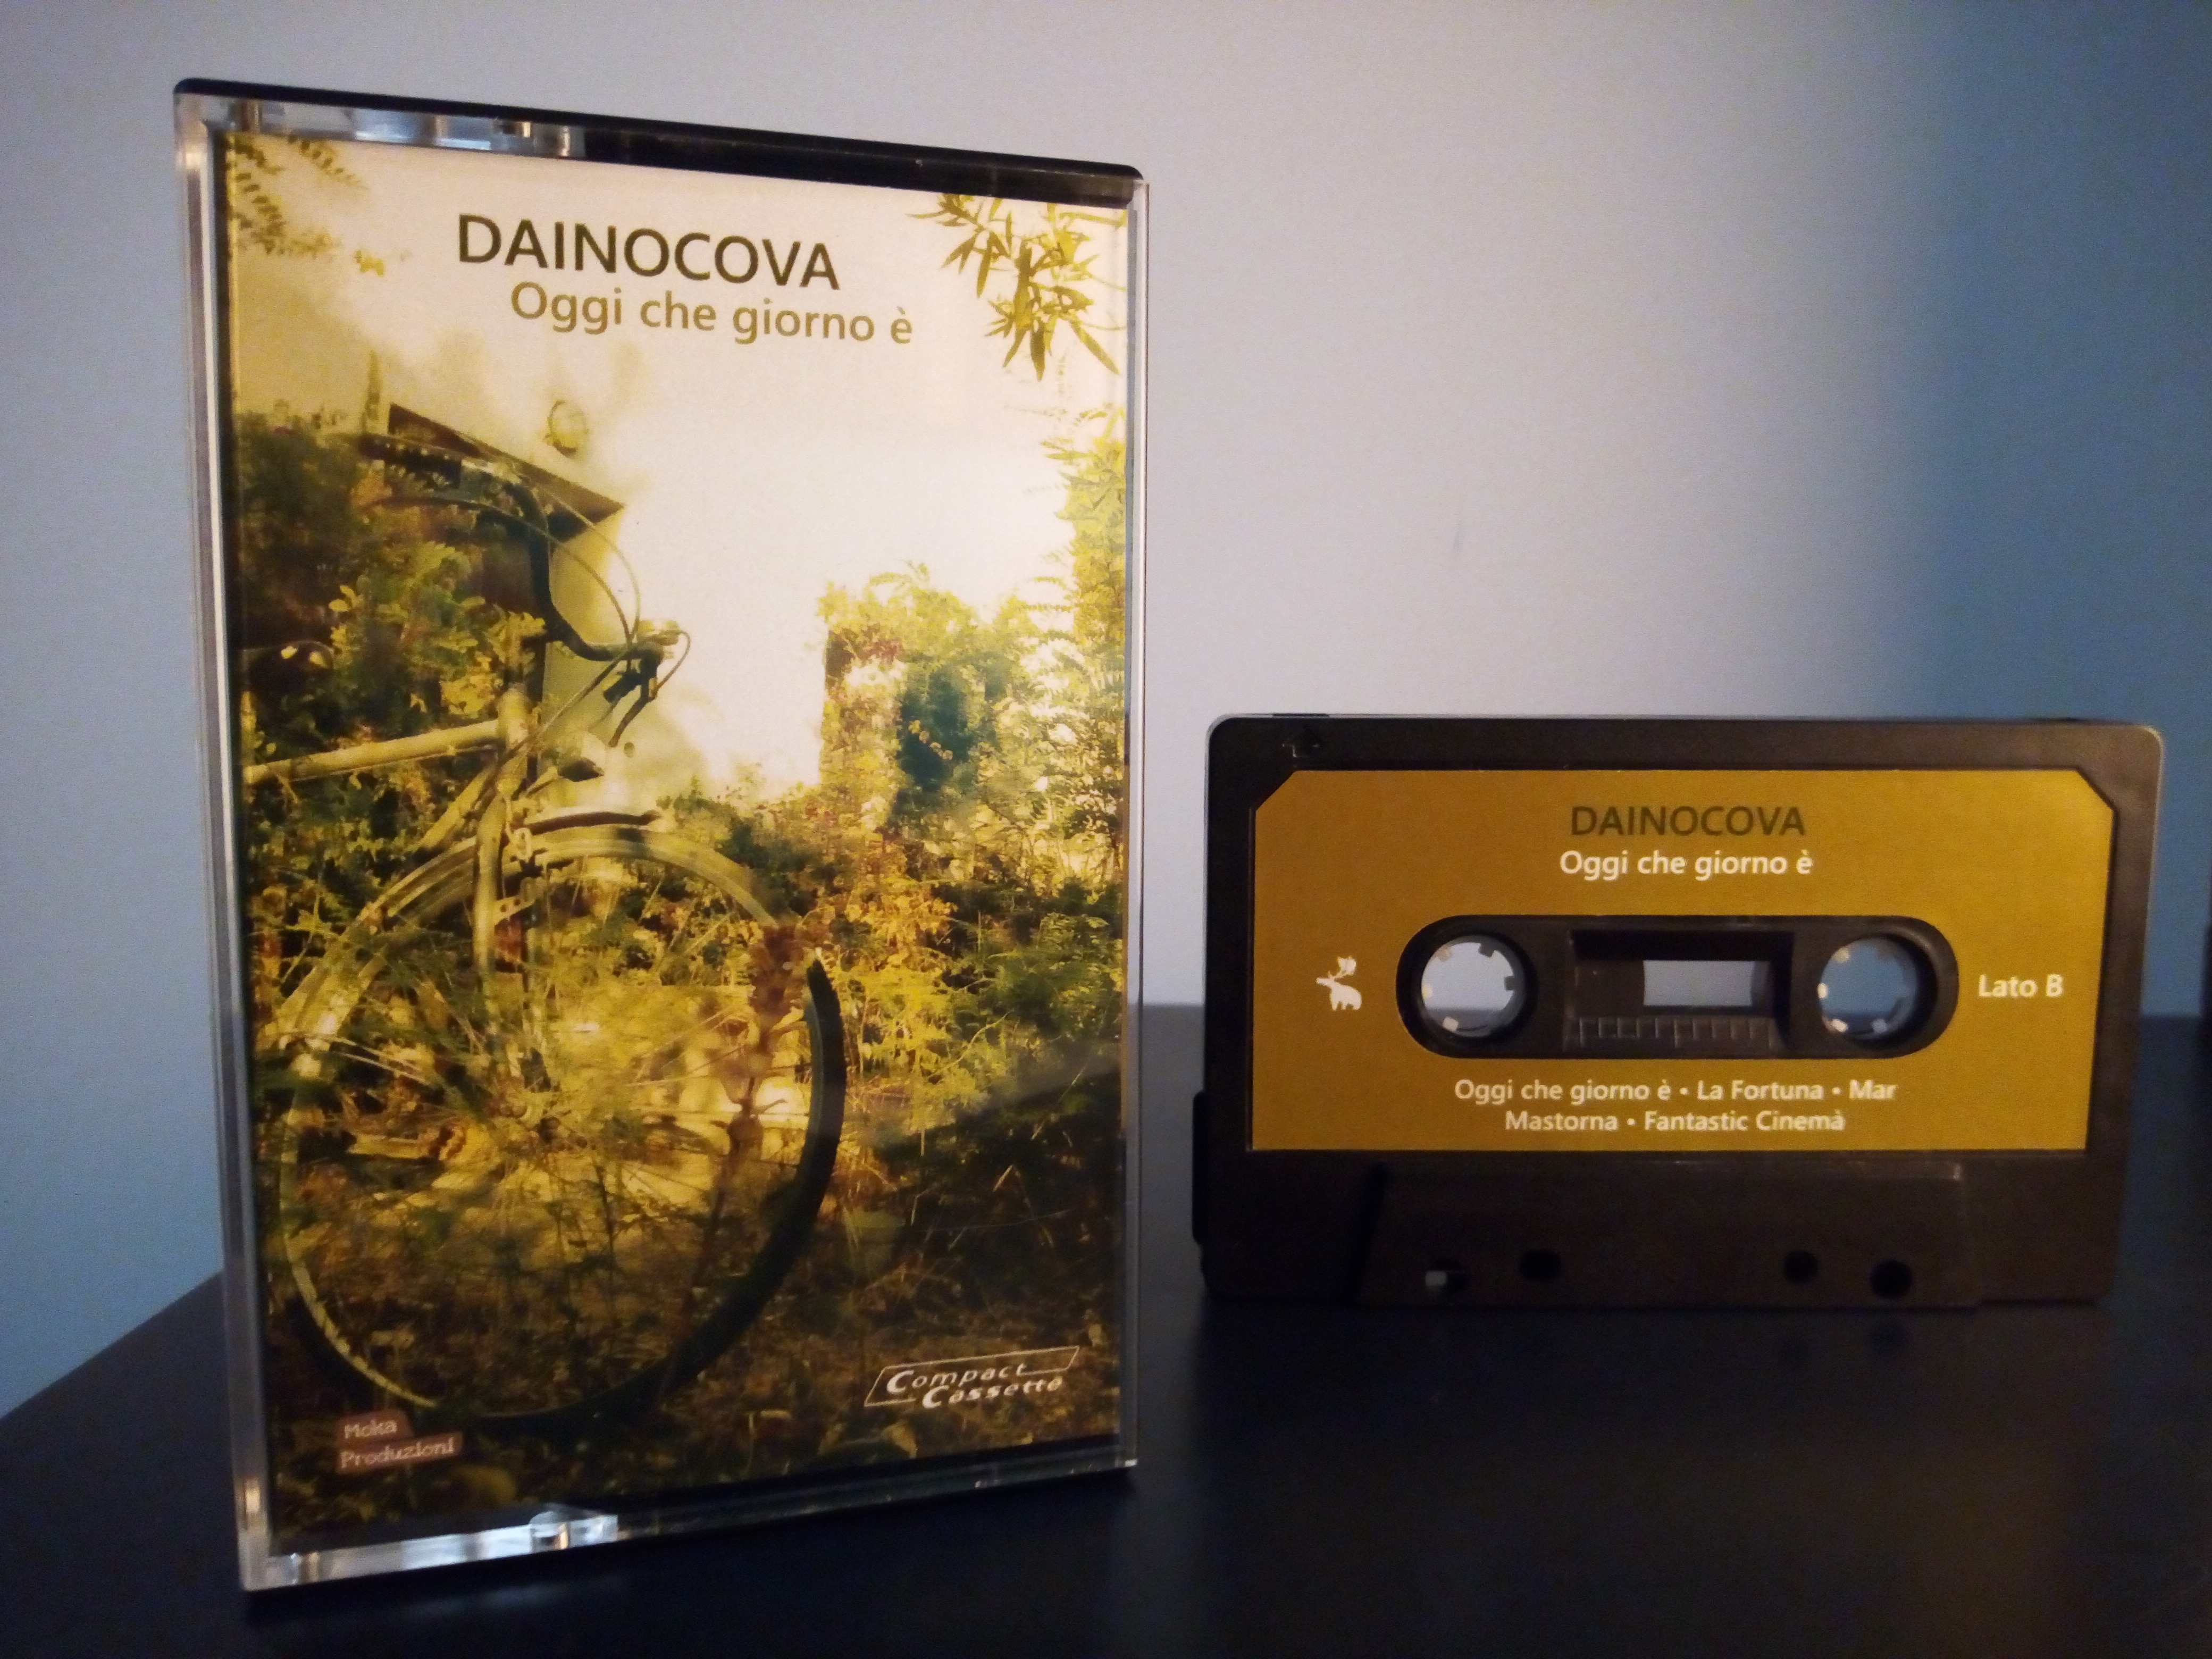 DAINOCOVA
Oggi che giorno è
Compact
Cassette
Moka
Produzioni
DAINOCOVA
Oggi che giorno è
Lato B
Oggi che giorno è • La Fortuna • Mar
Mastorna • Fantastic Cinemà